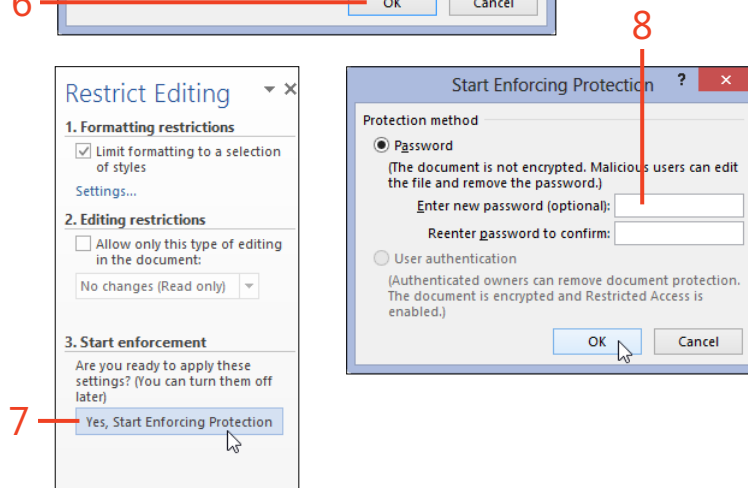 6
OK Cancel
8
Restrict Editing
1. Formatting restrictions
Limit formatting to a selection
of styles
Settings...
2. Editing restrictions
Allow only this type of editing
in the document:
No changes (Read only)
3. Start enforcement
Are you ready to apply these
settings? (You can turn them off
later)
7
Yes, Start Enforcing Protection
Start Enforcing Protection ?
Protection method
Password
(The document is not encrypted. Malicious users can edit
the file and remove the password.)
Enter new password (optional):
Reenter password to confirm:
User authentication
(Authenticated owners can remove document protection.
The document is encrypted and Restricted Access is
enabled.)
OK Cancel